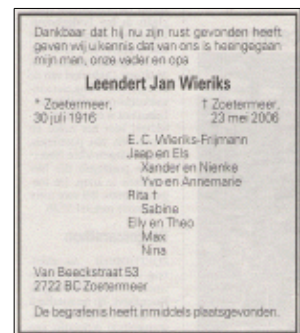 Dankbaar dat hij nu zijn rust gevonden heeft
geven wij u kennis dat van ons is heengegaan
mijn man, onze vader en opa
Leendert Jan Wieriks
* Zoetermeer, † Zoetermeer,
30 juli 1916 23 mei 2006
E. C. Wieriks-Frijmann
Jaap en Els
Xander en Nienke
Yvo en Annemarie
Rita †
Sabine
Elly en Theo
Max
Nina
Van Beeckstraat 53
2722 BC Zoetermeer
De begrafenis heeft inmiddels plaatsgevonden.